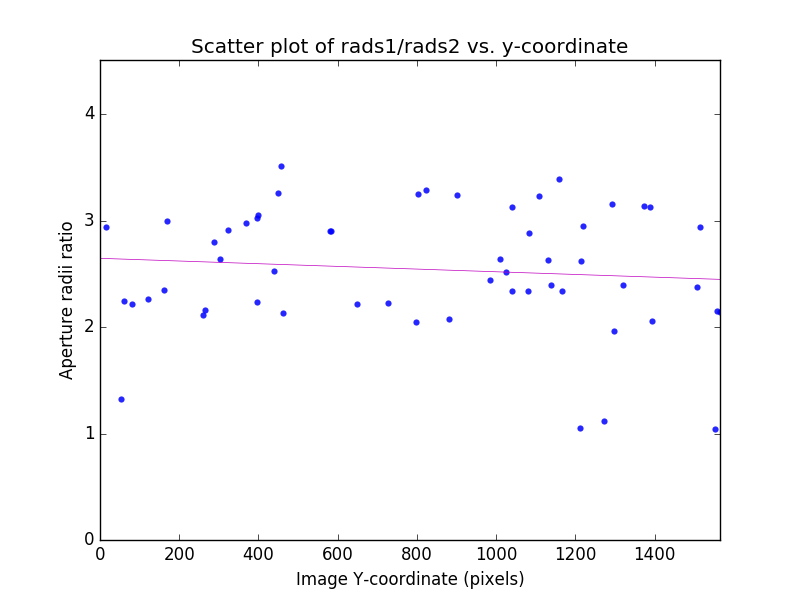 Scatter plot of rads1/rads2 vs. y-coordinate
4
3
2
1
0
Aperture radii ratio
0 200 400 600 800 1000 1200 1400
Image Y-coordinate (pixels)